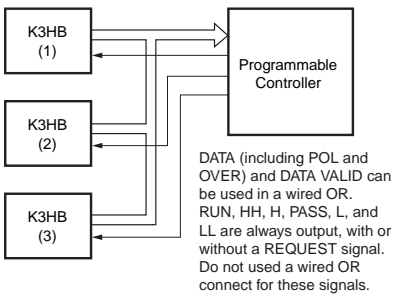 K3HB
(1)
Programmable
Controller
K3HB
(2)
K3HB
(3)
DATA (including POL and
OVER) and DATA VALID can
be used in a wired OR.
RUN, HH, H, PASS, L, and
LL are always output, with or
without a REQUEST signal.
Do not used a wired OR
connect for these signals.